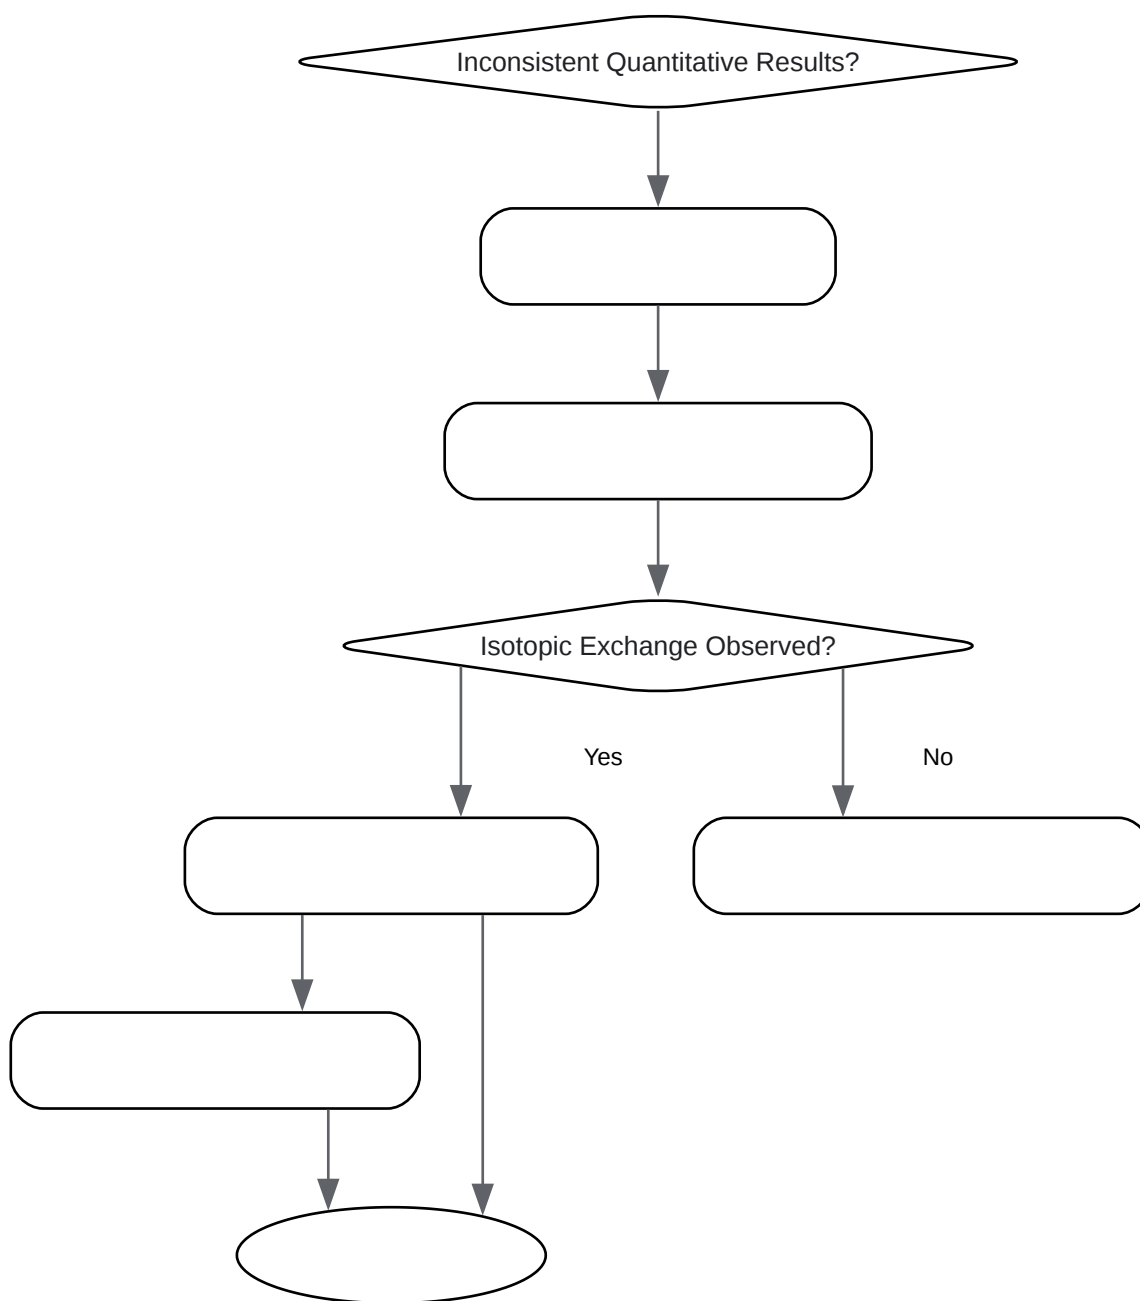 Inconsistent Quantitative Results?
Isotopic Exchange Observed?
Yes
No